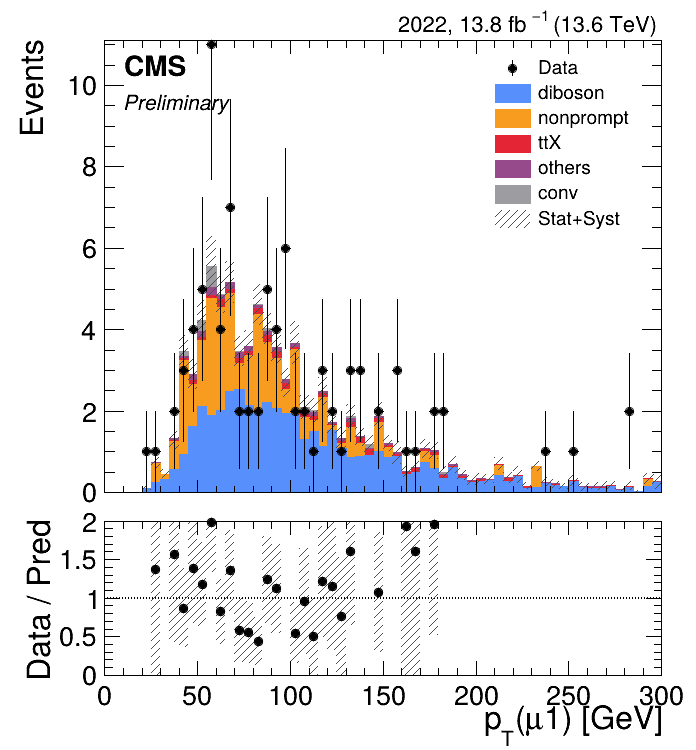 2022, 13.8 fb⁻¹ (13.6 TeV)
CMS
Preliminary
Events
Data
diboson
nonprompt
ttX
others
conv
Stat+Syst
10
8
6
4
2
0
Data / Pred
2
1.5
1
0.5
0
0 50 100 150 200 250 300
p_T(μ1) [GeV]